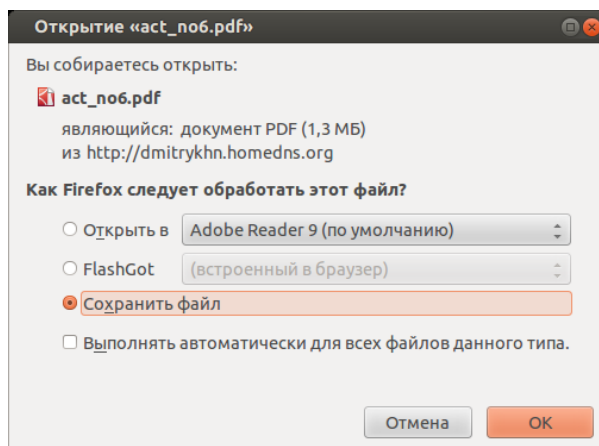 Открытие «act_no6.pdf»
Вы собираетесь открыть:
act_no6.pdf
являющийся: документ PDF (1,3 МБ)
из http://dmitrykhn.homedns.org
Как Firefox следует обработать этот файл?
Открыть в Adobe Reader 9 (по умолчанию)
FlashGot (встроенный в браузер)
Сохранить файл
Выполнять автоматически для всех файлов данного типа.
Отмена OK